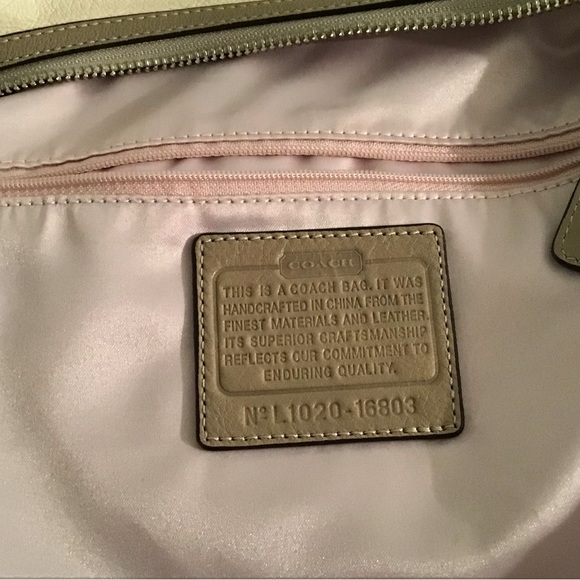 COACH
THIS IS A COACH BAG. IT WAS
HANDCRAFTED IN CHINA FROM THE
FINEST MATERIALS AND LEATHER.
ITS SUPERIOR CRAFTSMANSHIP
REFLECTS OUR COMMITMENT TO
ENDURING QUALITY.
Nº L1020-16803